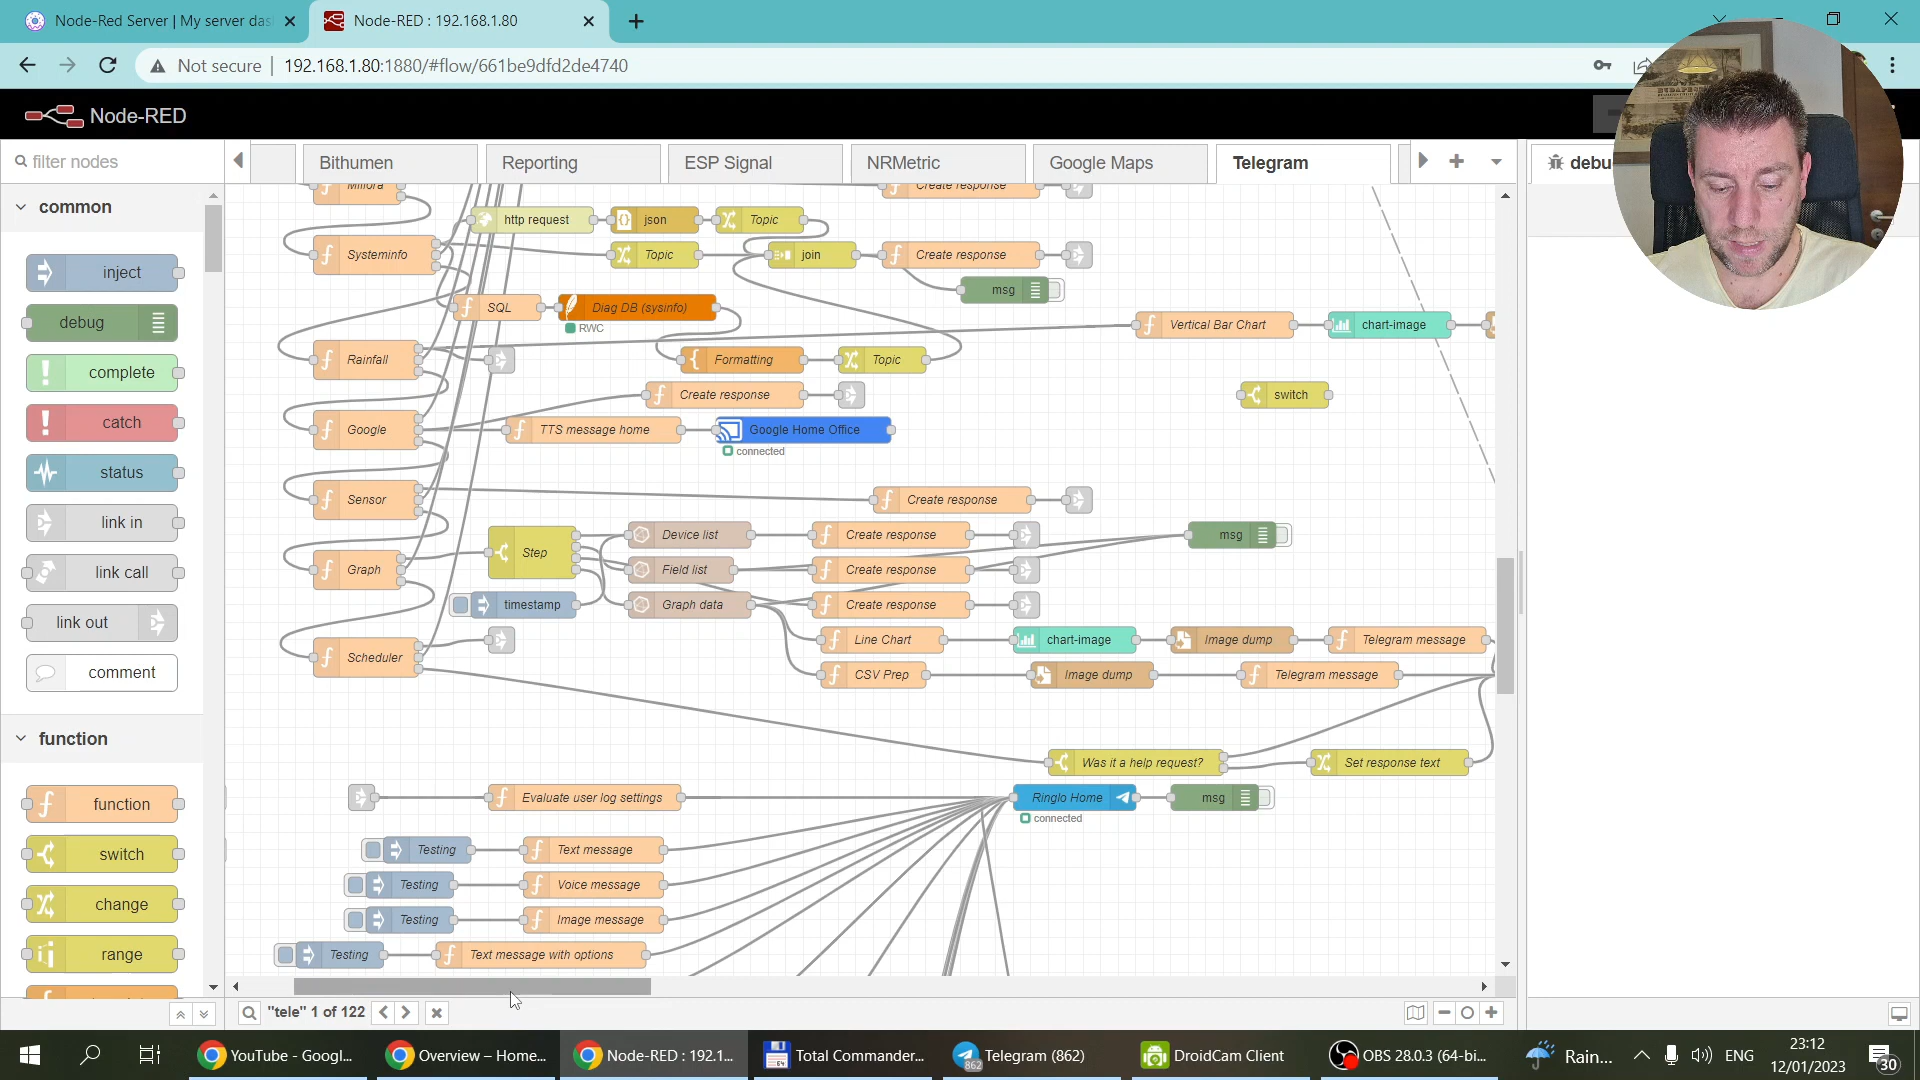 Node-Red Server | My server das
Node-RED : 192.168.1.80
Not secure
192.168.1.80:1880/#flow/661be9dfd2de4740
Node-RED
filter nodes
Bithumen
Reporting
ESP Signal
NRMetric
Google Maps
Telegram
debu
common
inject
debug
complete
catch
status
link in
link call
link out
comment
function
function
switch
change
range
Miflora
Create response
http request
json
Topic
Systeminfo
Topic
join
Create response
msg
SQL
Diag DB (sysinfo)
RWC
Vertical Bar Chart
chart-image
Rainfall
Formatting
Topic
Create response
switch
Google
TTS message home
Google Home Office
connected
Sensor
Create response
Step
Device list
Create response
msg
Graph
Field list
Create response
timestamp
Graph data
Create response
Line Chart
chart-image
Image dump
Telegram message
Scheduler
CSV Prep
Image dump
Telegram message
Was it a help request?
Set response text
Evaluate user log settings
Ringlo Home
msg
connected
Testing
Text message
Testing
Voice message
Testing
Image message
Testing
Text message with options
"tele" 1 of 122
YouTube - Googl...
Overview – Home...
Node-RED : 192.1...
Total Commander...
862
Telegram (862)
DroidCam Client
OBS 28.0.3 (64-bi...
Rain...
ENG
23:12
12/01/2023
30